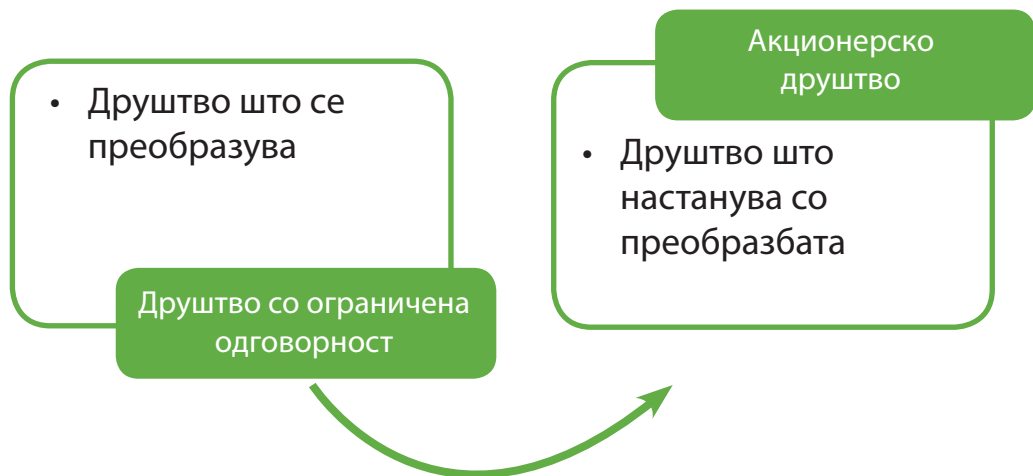 • Друштво што се
преобразува
Друштво со ограничена
одговорност
Акционерско
друштво
• Друштво што
настанува со
преобразбата